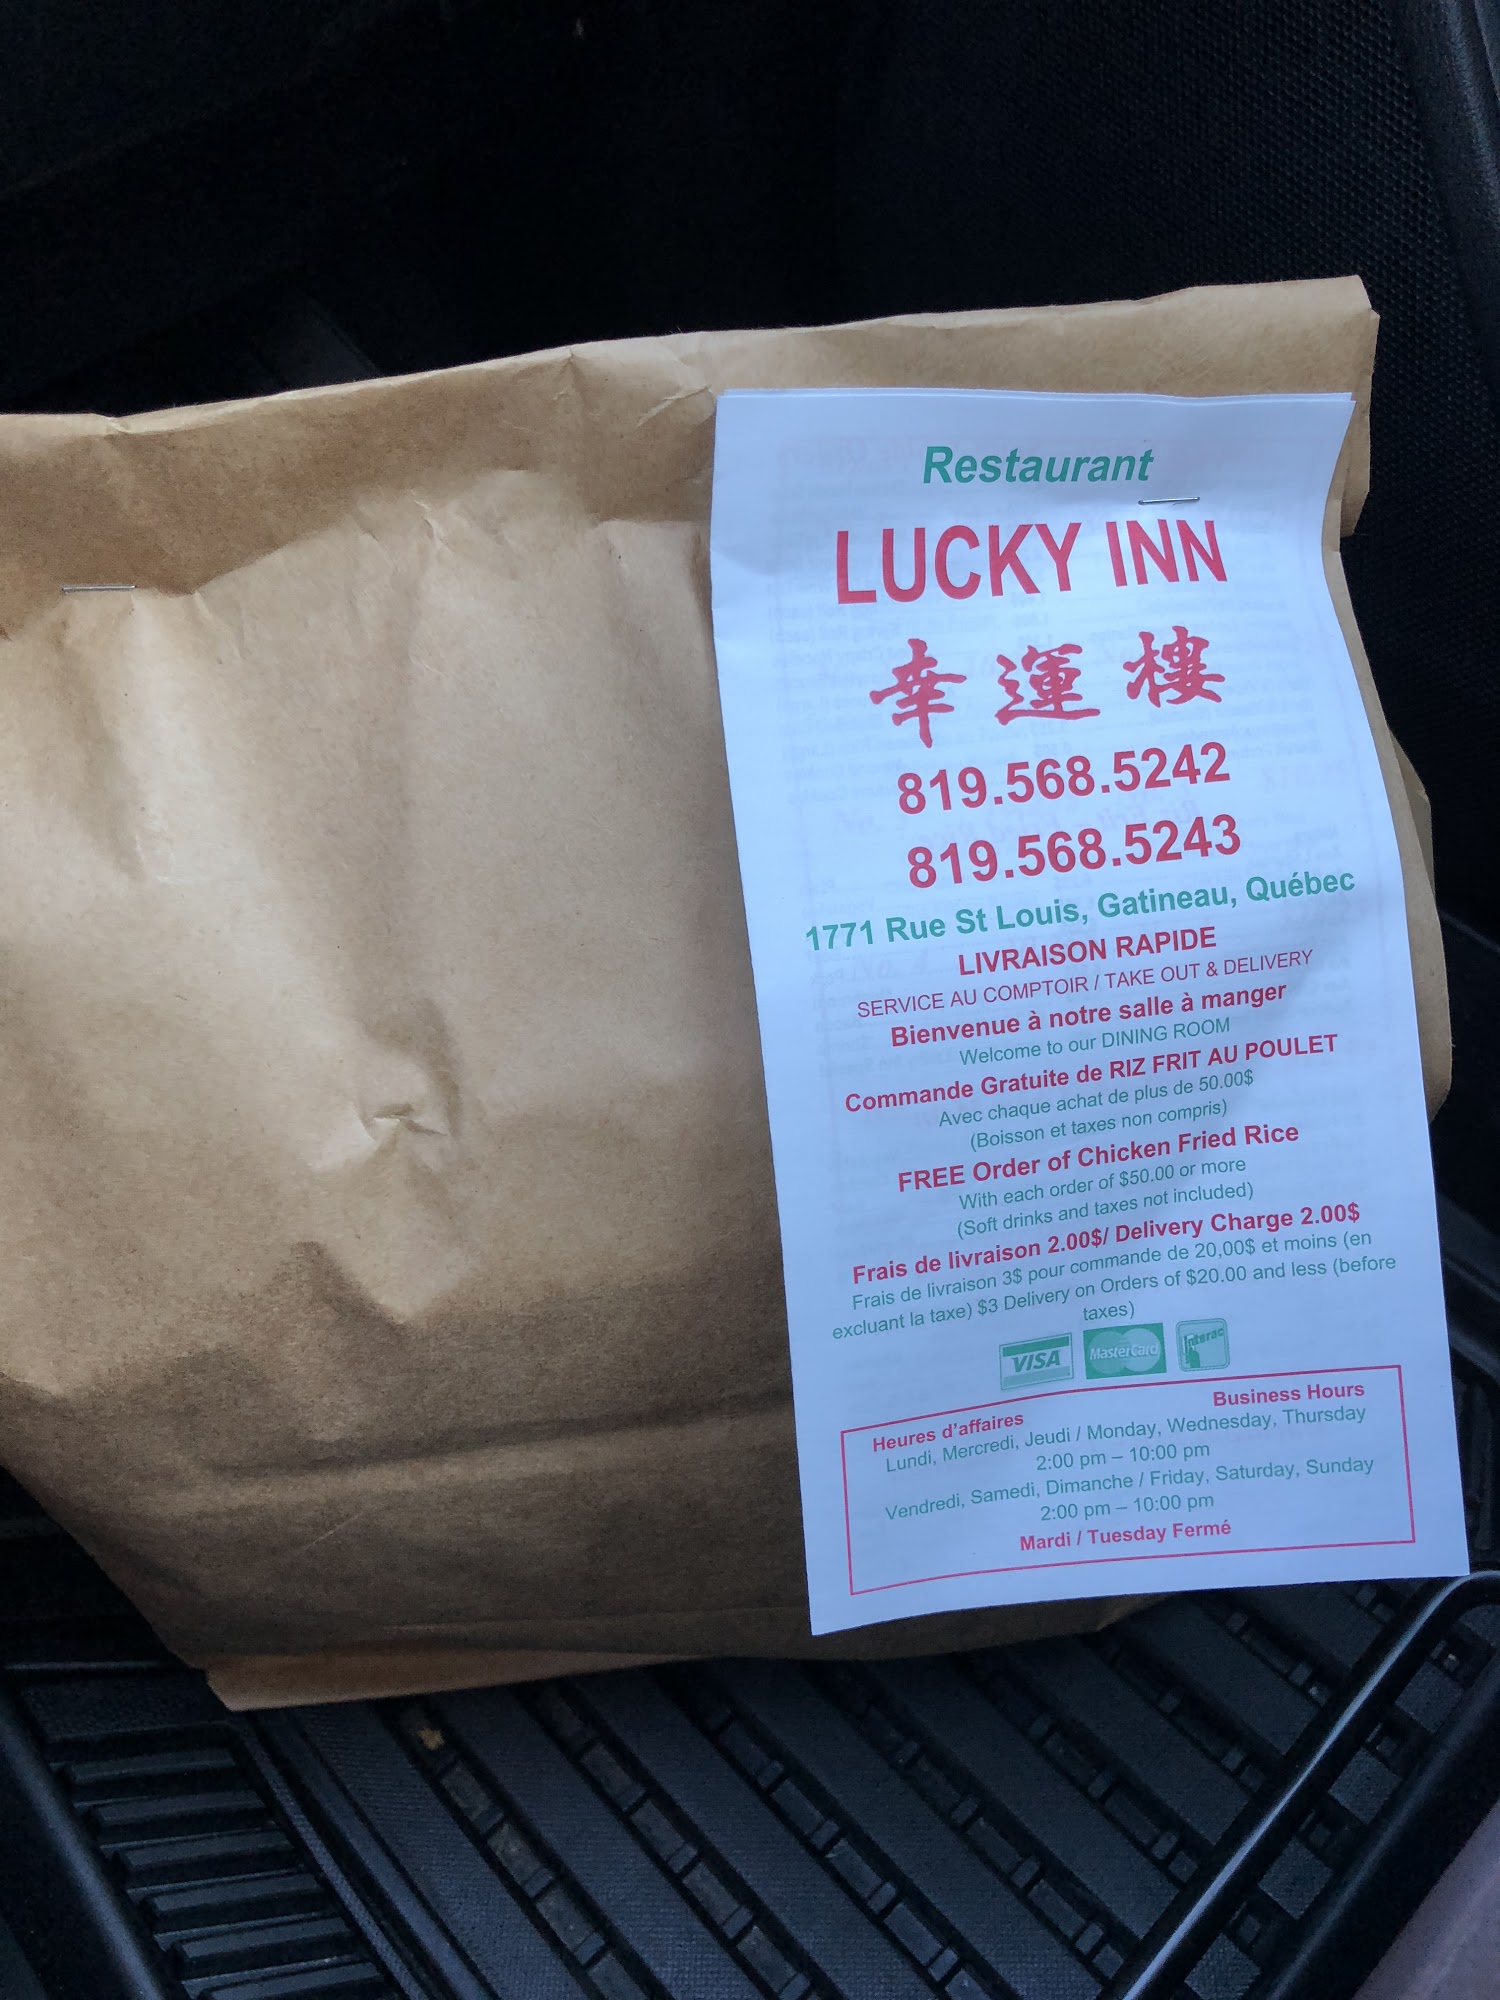 Restaurant
LUCKY INN
幸運樓
819.568.5242
819.568.5243
1771 Rue St Louis, Gatineau, Québec
LIVRAISON RAPIDE
SERVICE AU COMPTOIR / TAKE OUT & DELIVERY
Bienvenue à notre salle à manger
Welcome to our DINING ROOM
Commande Gratuite de RIZ FRIT AU POULET
Avec chaque achat de plus de 50.00$
(Boisson et taxes non compris)
FREE Order of Chicken Fried Rice
With each order of $50.00 or more
(Soft drinks and taxes not included)
Frais de livraison 2.00$/ Delivery Charge 2.00$
Frais de livraison 3$ pour commande de 20,00$ et moins (en
excluant la taxe) $3 Delivery on Orders of $20.00 and less (before
taxes)
VISA MasterCard Interac
Heures d'affaires Business Hours
Lundi, Mercredi, Jeudi / Monday, Wednesday, Thursday
2:00 pm – 10:00 pm
Vendredi, Samedi, Dimanche / Friday, Saturday, Sunday
2:00 pm – 10:00 pm
Mardi / Tuesday Fermé